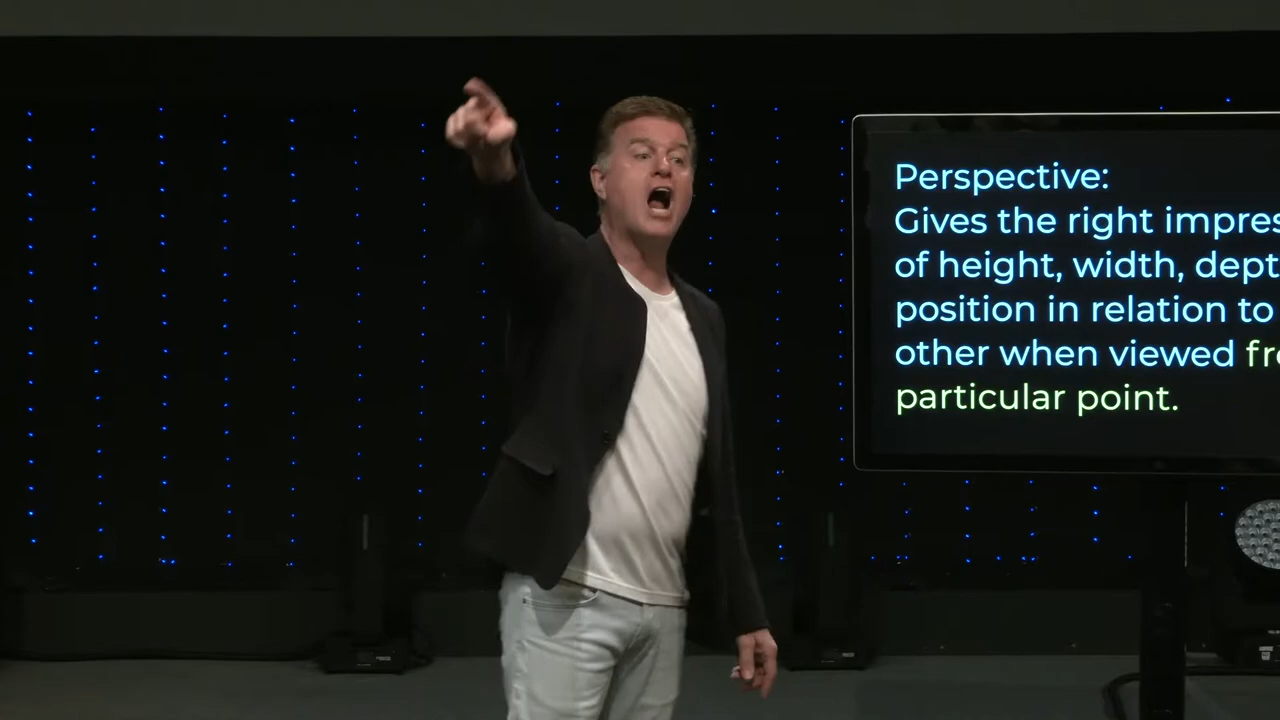 Perspective:
Gives the right impres
of height, width, dept
position in relation to
other when viewed fr
particular point.